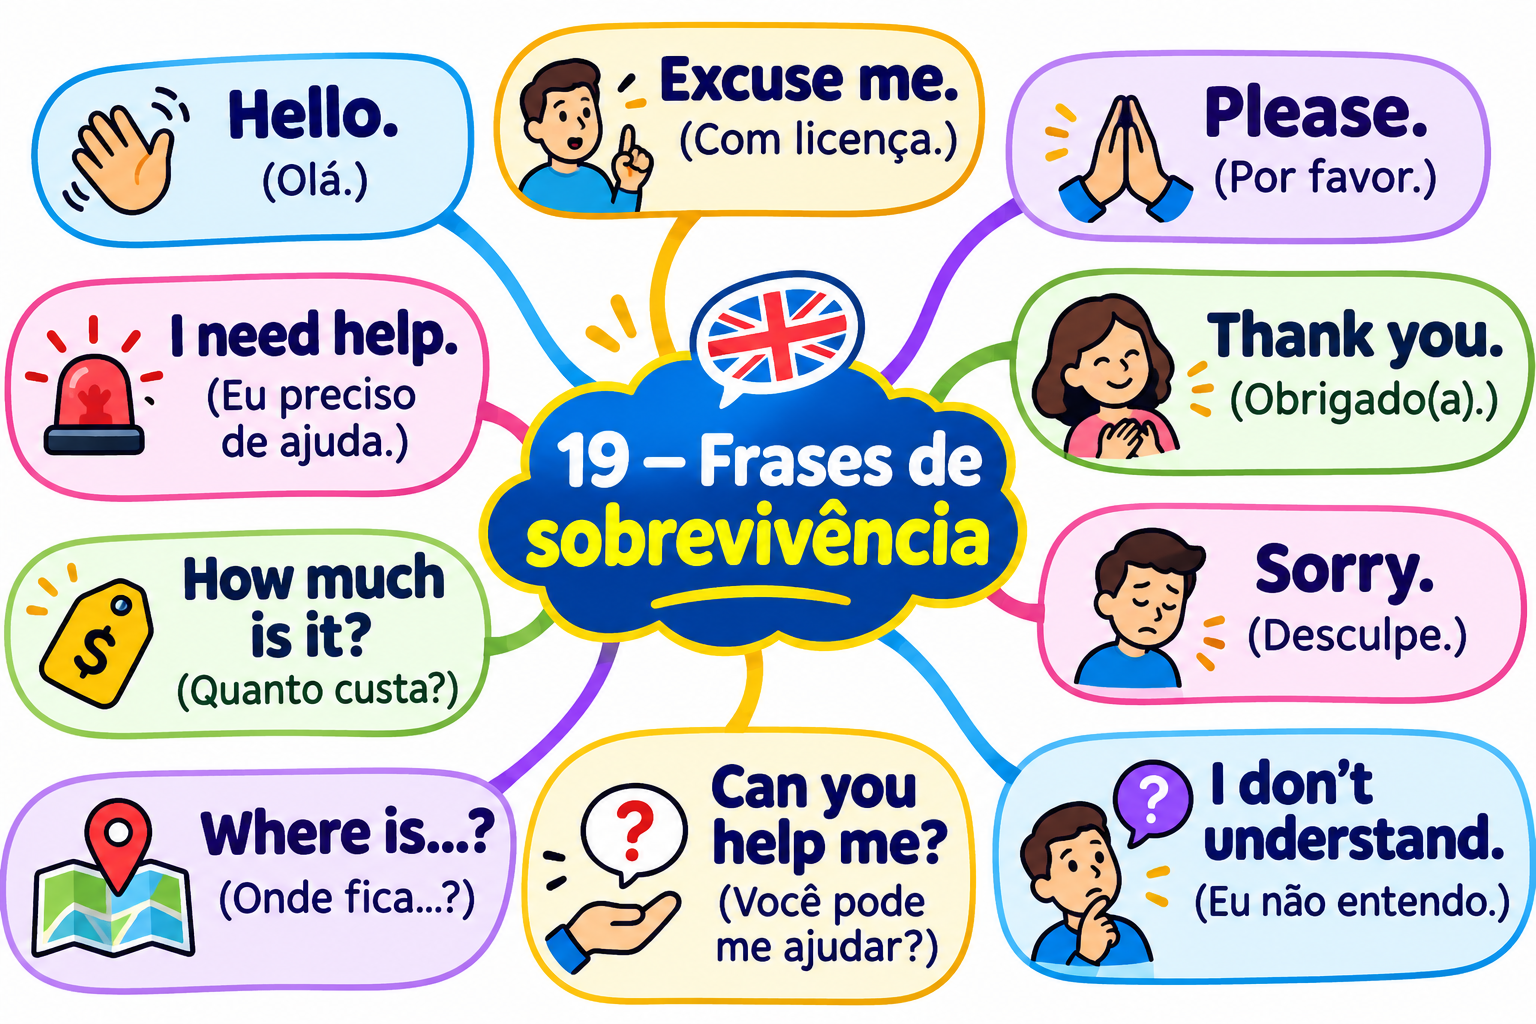 19 – Frases de
sobrevivência
Hello.
(Olá.)
Excuse me.
(Com licença.)
Please.
(Por favor.)
Thank you.
(Obrigado(a).)
Sorry.
(Desculpe.)
I don't
understand.
(Eu não entendo.)
Can you
help me?
(Você pode
me ajudar?)
Where is...?
(Onde fica...?)
How much
is it?
(Quanto custa?)
I need help.
(Eu preciso
de ajuda.)
$
?
?